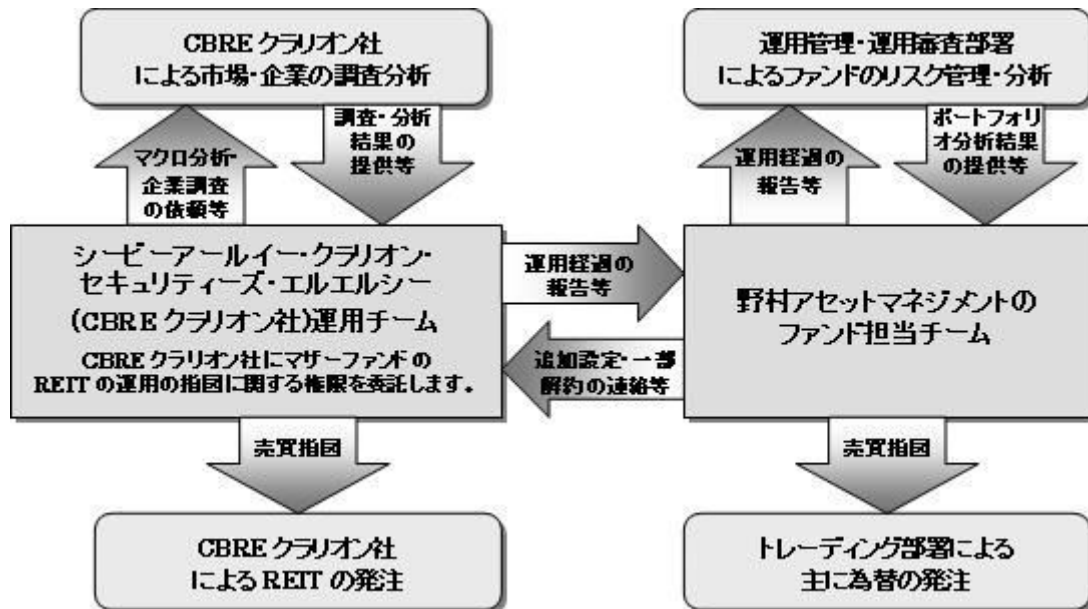 CBRE クラリオン社
による市場・企業の調査分析
運用管理・運用審査部署
によるファンドのリスク管理・分析
マクロ分析・
企業調査
の依頼等
調査・分析
結果の
提供等
運用経過の
報告等
ポートフォリ
オ分析結果
の提供等
シービーアールイー・クラリオン・
セキュリティーズ・エルエルシー
(CBRE クラリオン社)運用チーム
CBRE クラリオン社にマザーファンドの
REIT の運用の指図に関する権限を委託します。
運用経過の
報告等
追加設定・一部
解約の連絡等
野村アセットマネジメントの
ファンド担当チーム
売買指図
売買指図
CBRE クラリオン社
による REIT の発注
トレーディング部署による
主に為替の発注